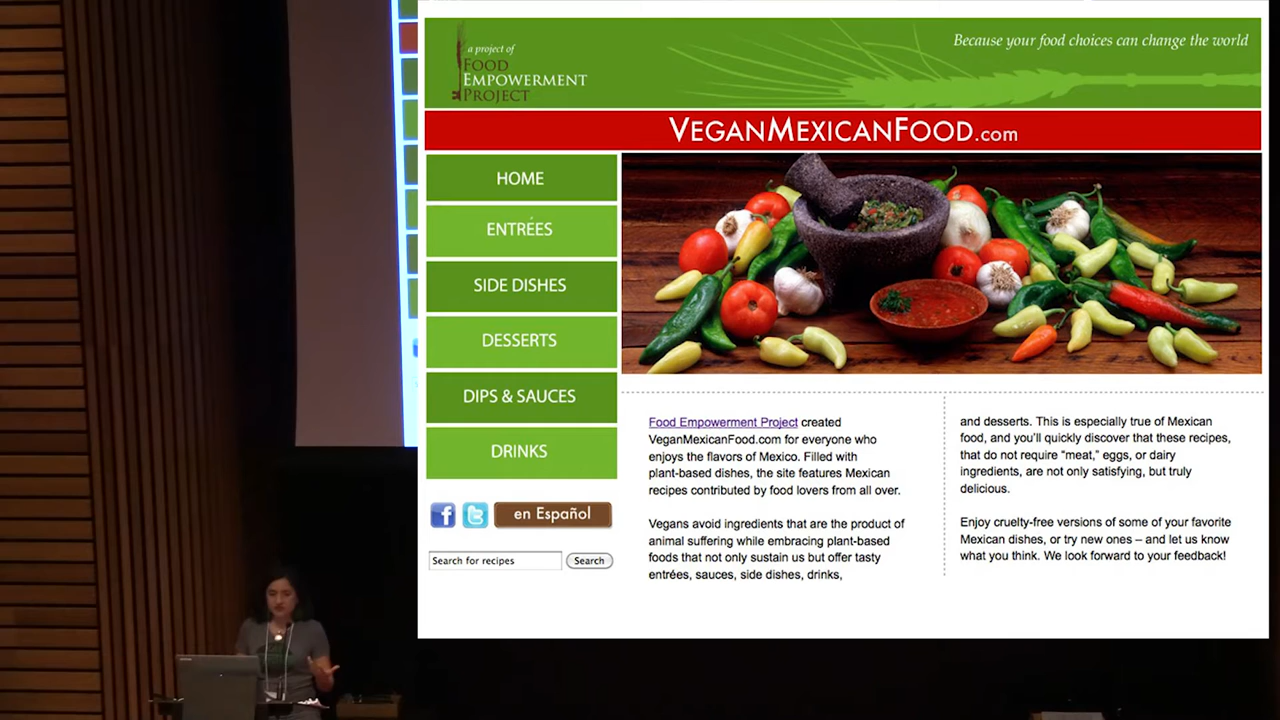 a project of
FOOD
EMPOWERMENT
PROJECT
Because your food choices can change the world
VEGANMEXICANFOOD.com
HOME
ENTRÉES
SIDE DISHES
DESSERTS
DIPS & SAUCES
DRINKS
en Español
Search for recipes
Search
Food Empowerment Project created
VeganMexicanFood.com for everyone who
enjoys the flavors of Mexico. Filled with
plant-based dishes, the site features Mexican
recipes contributed by food lovers from all over.
Vegans avoid ingredients that are the product of
animal suffering while embracing plant-based
foods that not only sustain us but offer tasty
entrées, sauces, side dishes, drinks,
and desserts. This is especially true of Mexican
food, and you’ll quickly discover that these recipes,
that do not require “meat,” eggs, or dairy
ingredients, are not only satisfying, but truly
delicious.
Enjoy cruelty-free versions of some of your favorite
Mexican dishes, or try new ones – and let us know
what you think. We look forward to your feedback!